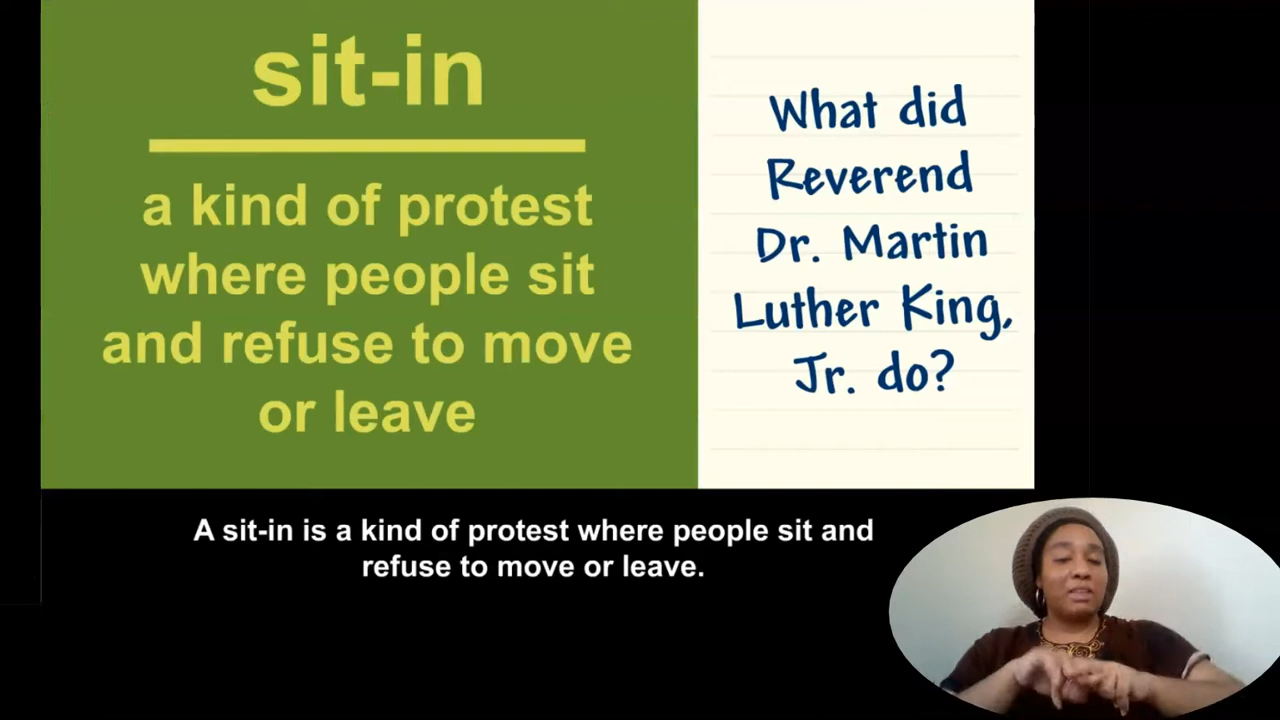 sit-in
a kind of protest
where people sit
and refuse to move
or leave
What did
Reverend
Dr. Martin
Luther King,
Jr. do?
A sit-in is a kind of protest where people sit and
refuse to move or leave.